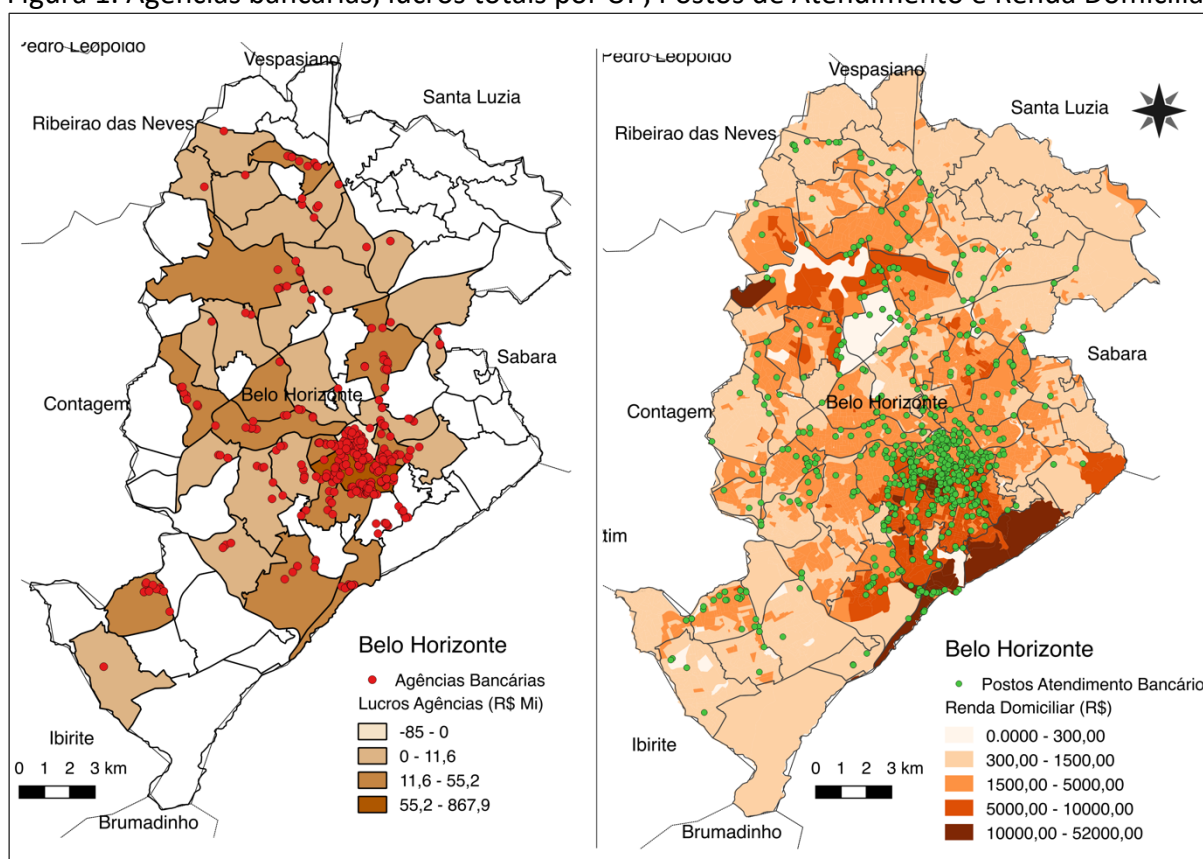 Figura 1: Agências bancárias, lucros totais por UP, Postos de Atendimento e Renda Domicilia
Pedro Leopoldo
Vespasiano
Santa Luzia
Ribeirao das Neves
Sabara
Contagem
Belo Horizonte
Ibirite
Brumadinho
0 1 2 3 km
Belo Horizonte
Agências Bancárias
Lucros Agências (R$ Mi)
-85 - 0
0 - 11,6
11,6 - 55,2
55,2 - 867,9
Pedro Leopoldo
Vespasiano
Santa Luzia
Ribeirao das Neves
Sabara
Contagem
Belo Horizonte
tim
Ibirite
Brumadinho
0 1 2 3 km
Belo Horizonte
Postos Atendimento Bancário
Renda Domiciliar (R$)
0.0000 - 300,00
300,00 - 1500,00
1500,00 - 5000,00
5000,00 - 10000,00
10000,00 - 52000,00